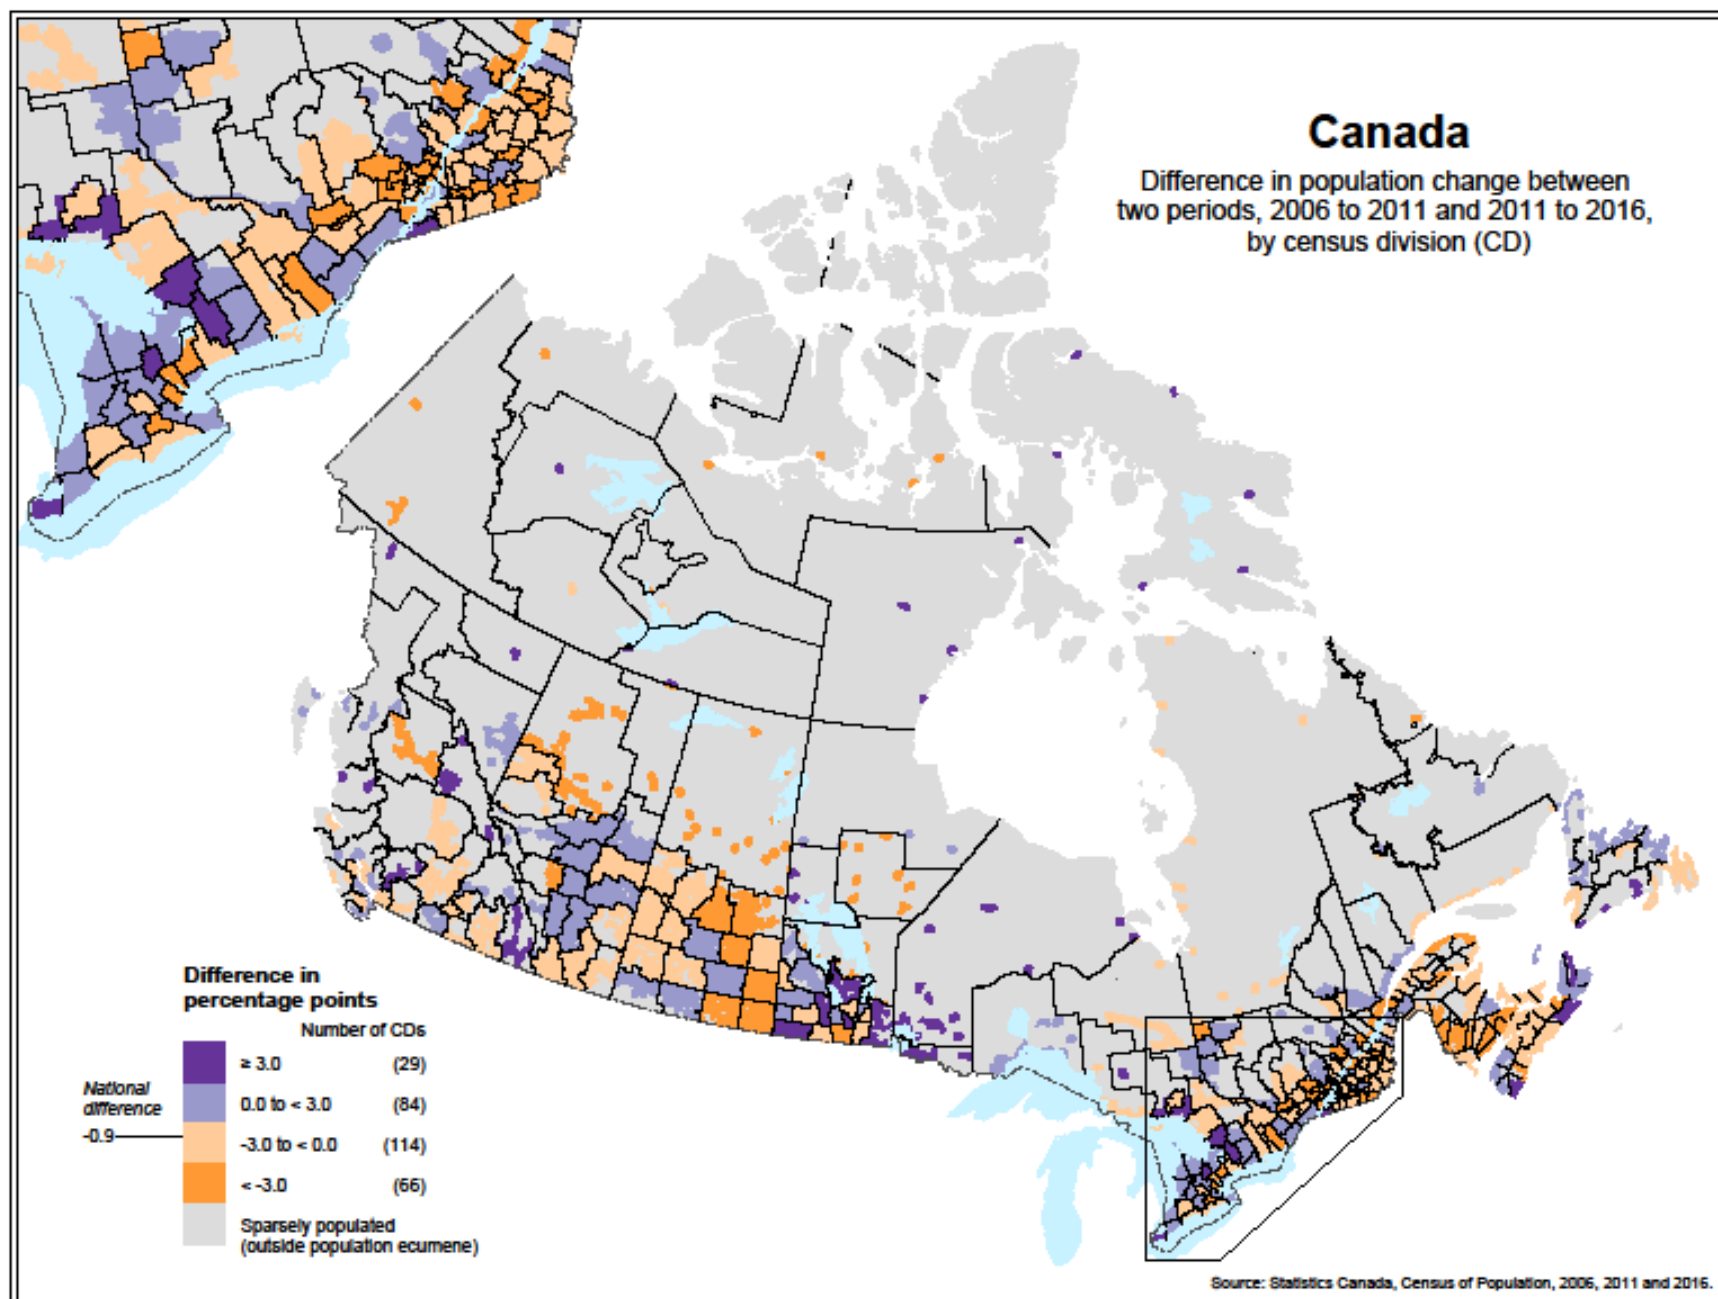 Canada
Difference in population change between
two periods, 2006 to 2011 and 2011 to 2016,
by census division (CD)
Difference in
percentage points
Number of CDs
≥ 3.0 (29)
National
difference
-0.9
0.0 to < 3.0 (84)
-3.0 to < 0.0 (114)
< -3.0 (66)
Sparsely populated
(outside population ecumene)
Source: Statistics Canada, Census of Population, 2006, 2011 and 2016.